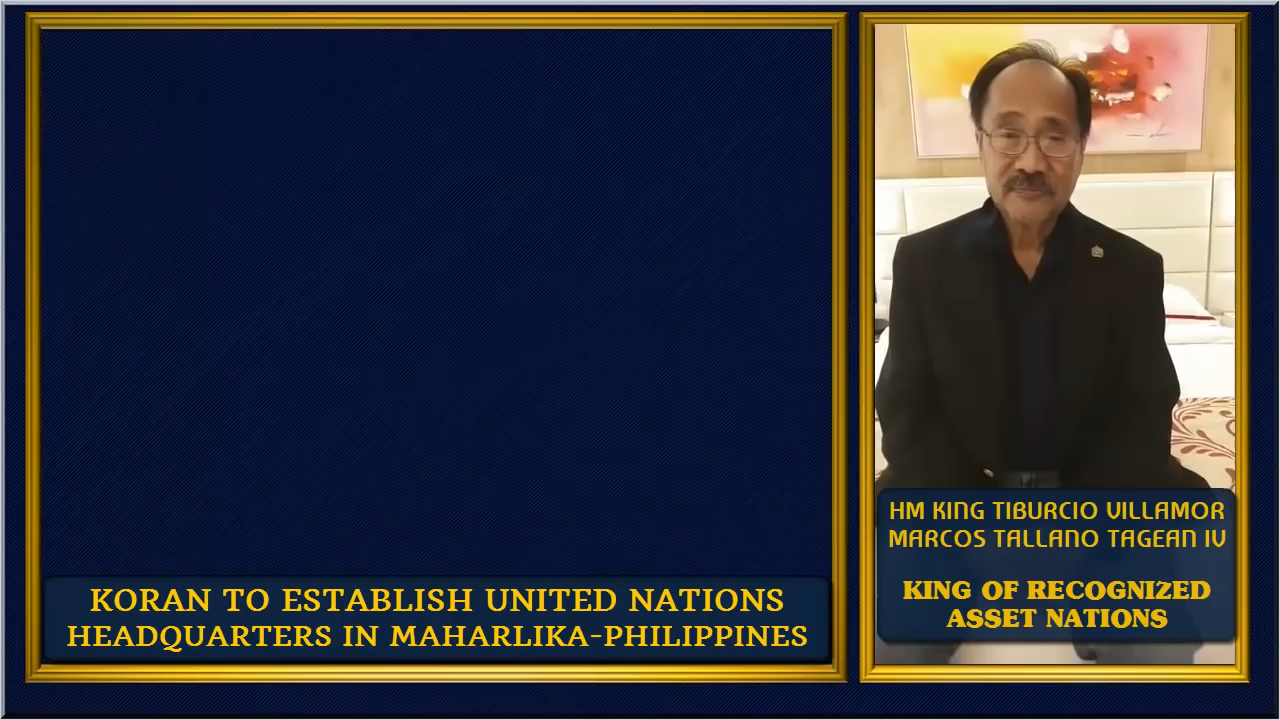 KORAN TO ESTABLISH UNITED NATIONS
HEADQUARTERS IN MAHARLIKA-PHILIPPINES
HM KING TIBURCIO VILLAMOR
MARCOS TALLANO TAGEAN IV
KING OF RECOGNIZED
ASSET NATIONS